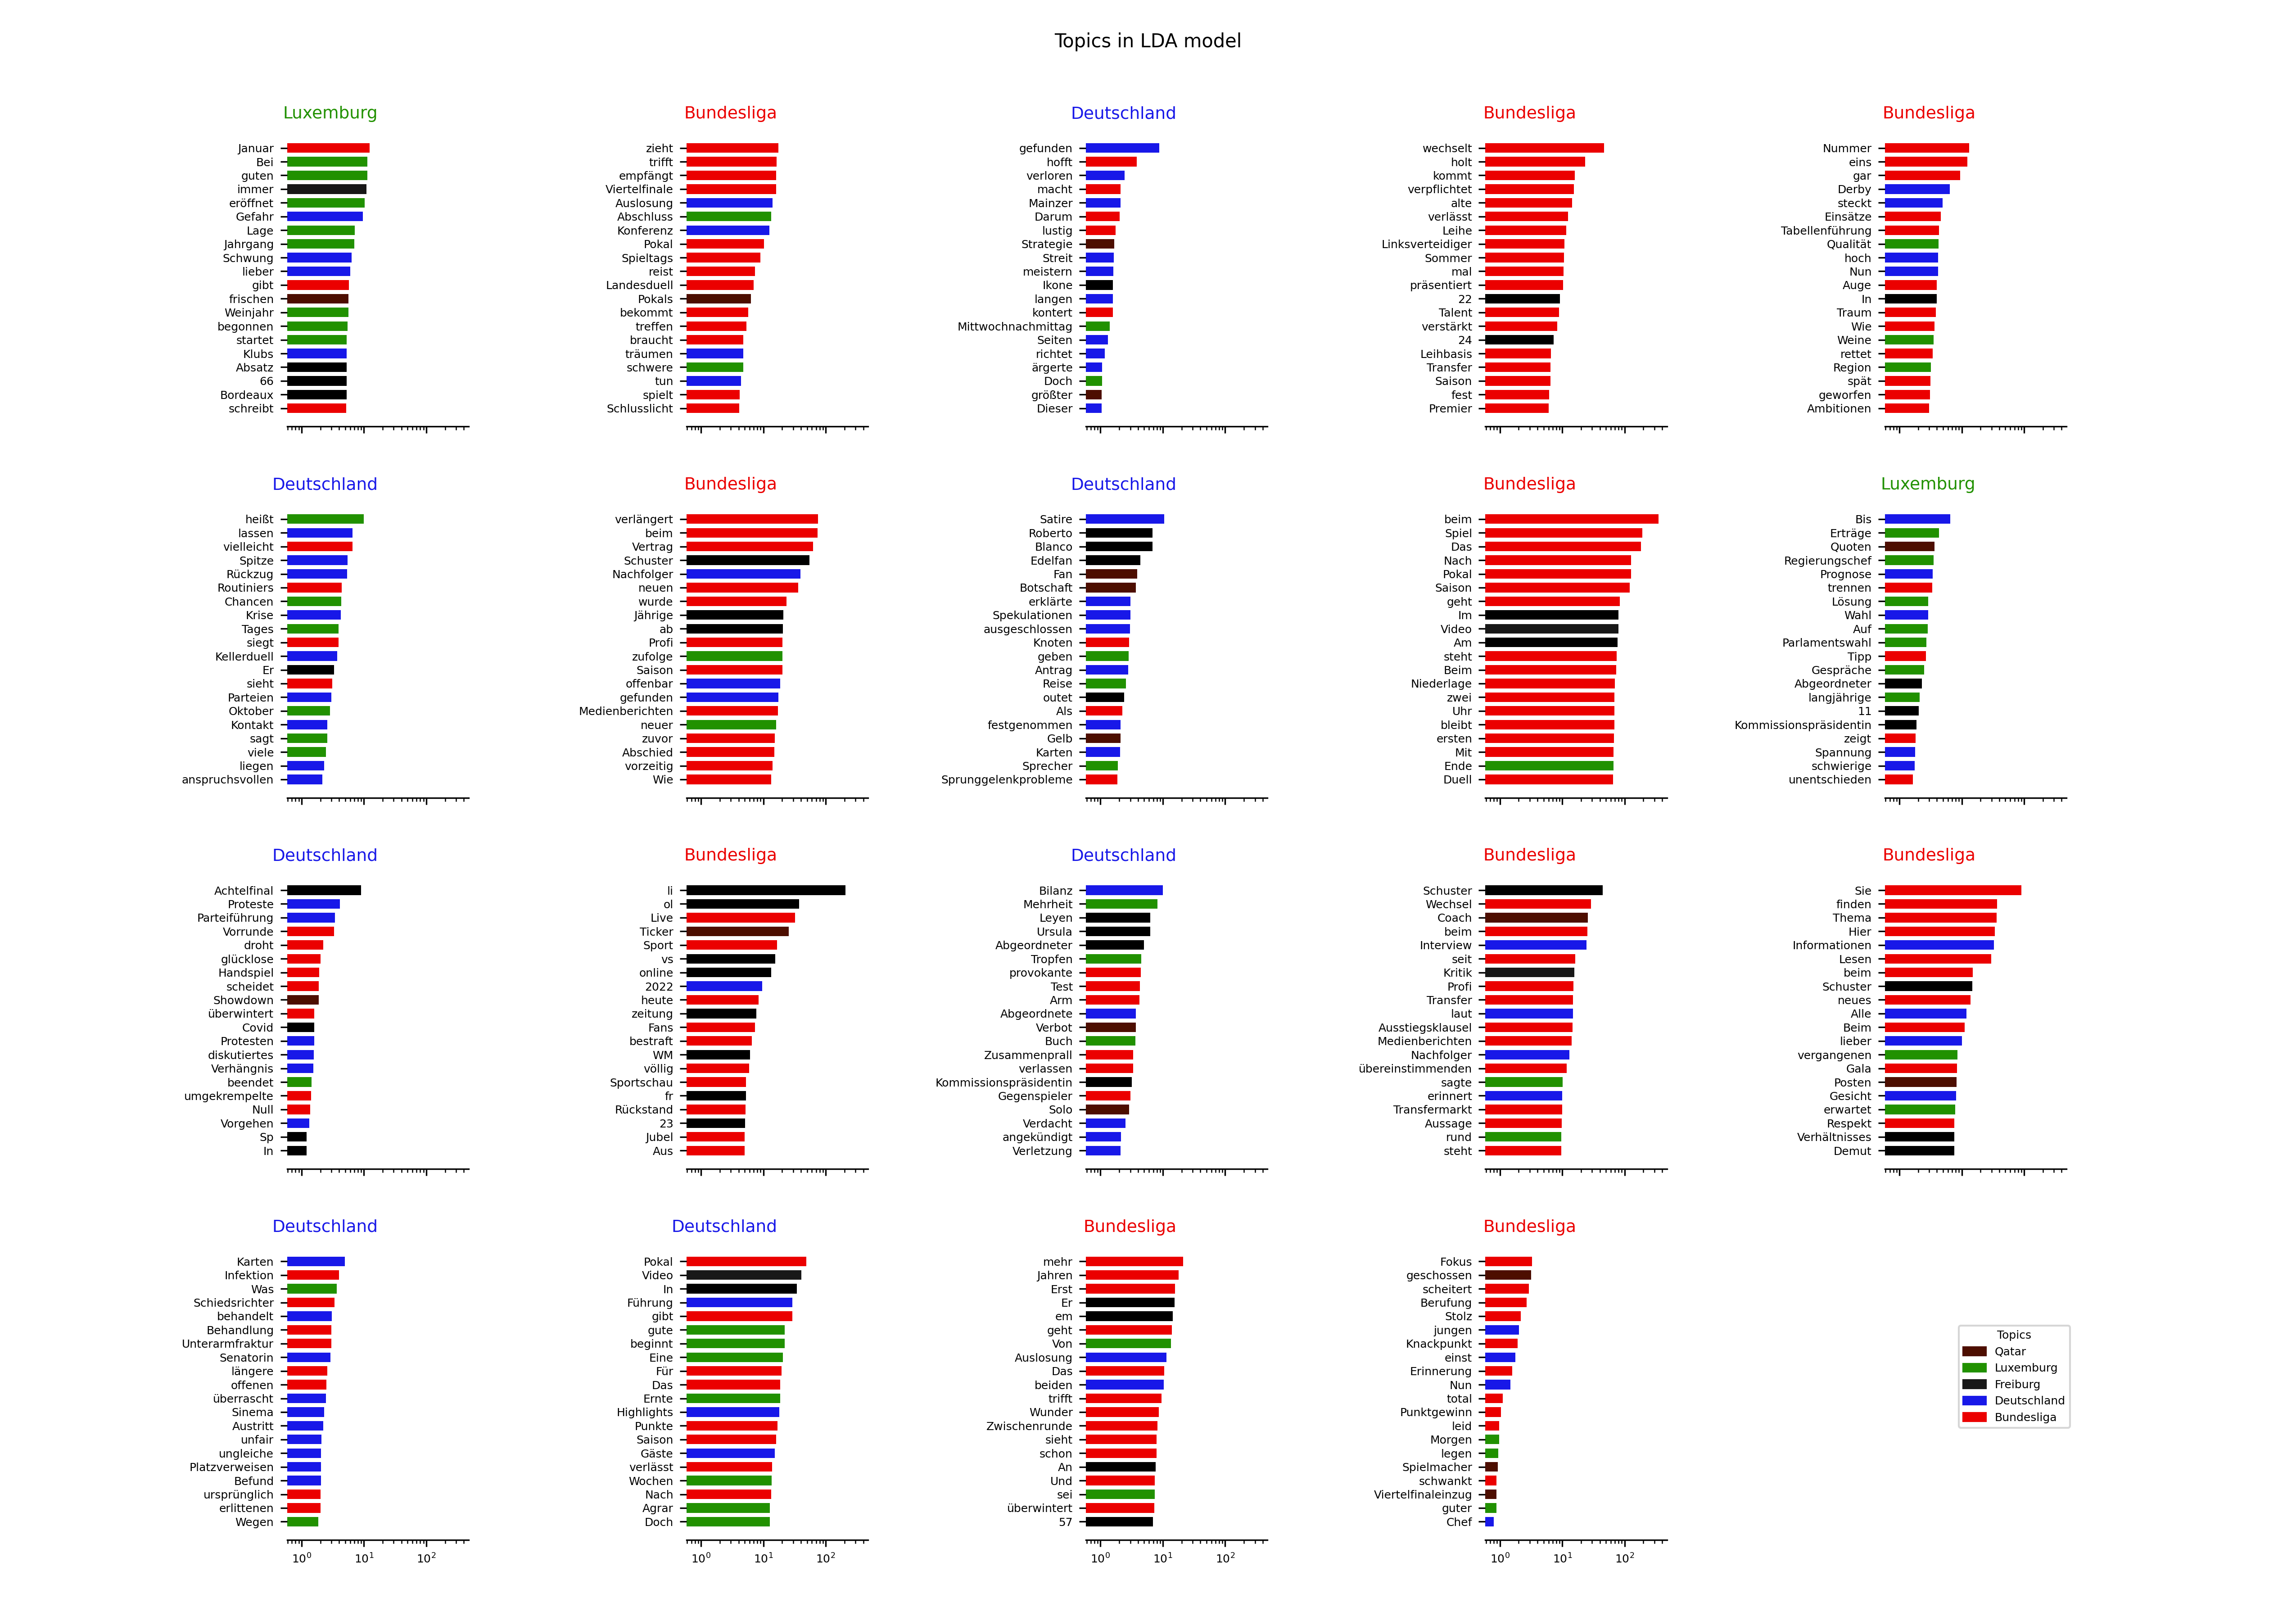 Topics in LDA model
Luxemburg
Januar
Bei
guten
immer
eröffnet
Gefahr
Lage
Jahrgang
Schwung
lieber
gibt
frischen
Weinjahr
begonnen
startet
Klubs
Absatz
66
Bordeaux
schreibt
Bundesliga
zieht
trifft
empfängt
Viertelfinale
Auslosung
Abschluss
Konferenz
Pokal
Spieltags
reist
Landesduell
Pokals
bekommt
treffen
braucht
träumen
schwere
tun
spielt
Schlusslicht
Deutschland
gefunden
hofft
verloren
macht
Mainzer
Darum
lustig
Strategie
Streit
meistern
Ikone
langen
kontert
Mittwochnachmittag
Seiten
richtet
ärgerte
Doch
größter
Dieser
Bundesliga
wechselt
holt
kommt
verpflichtet
alte
verlässt
Leihe
Linksverteidiger
Sommer
mal
präsentiert
22
Talent
verstärkt
24
Leihbasis
Transfer
Saison
fest
Premier
Bundesliga
Nummer
eins
gar
Derby
steckt
Einsätze
Tabellenführung
Qualität
hoch
Nun
Auge
In
Traum
Wie
Weine
rettet
Region
spät
geworfen
Ambitionen
Deutschland
heißt
lassen
vielleicht
Spitze
Rückzug
Routiniers
Chancen
Krise
Tages
siegt
Kellerduell
Er
sieht
Parteien
Oktober
Kontakt
sagt
viele
liegen
anspruchsvollen
Bundesliga
verlängert
beim
Vertrag
Schuster
Nachfolger
neuen
wurde
Jährige
ab
Profi
zufolge
Saison
offenbar
gefunden
Medienberichten
neuer
zuvor
Abschied
vorzeitig
Wie
Deutschland
Satire
Roberto
Blanco
Edelfan
Fan
Botschaft
erklärte
Spekulationen
ausgeschlossen
Knoten
geben
Antrag
Reise
outet
Als
festgenommen
Gelb
Karten
Sprecher
Sprunggelenkprobleme
Bundesliga
beim
Spiel
Das
Nach
Pokal
Saison
geht
Im
Video
Am
steht
Beim
Niederlage
zwei
Uhr
bleibt
ersten
Mit
Ende
Duell
Luxemburg
Bis
Erträge
Quoten
Regierungschef
Prognose
trennen
Lösung
Wahl
Auf
Parlamentswahl
Tipp
Gespräche
Abgeordneter
langjährige
11
Kommissionspräsidentin
zeigt
Spannung
schwierige
unentschieden
Deutschland
Achtelfinal
Proteste
Parteiführung
Vorrunde
droht
glücklose
Handspiel
scheidet
Showdown
überwintert
Covid
Protesten
diskutiertes
Verhängnis
beendet
umgekrempelte
Null
Vorgehen
Sp
In
Bundesliga
li
ol
Live
Ticker
Sport
vs
online
2022
heute
zeitung
Fans
bestraft
WM
völlig
Sportschau
fr
Rückstand
23
Jubel
Aus
Deutschland
Bilanz
Mehrheit
Leyen
Ursula
Abgeordneter
Tropfen
provokante
Test
Arm
Abgeordnete
Verbot
Buch
Zusammenprall
verlassen
Kommissionspräsidentin
Gegenspieler
Solo
Verdacht
angekündigt
Verletzung
Bundesliga
Schuster
Wechsel
Coach
beim
Interview
seit
Kritik
Profi
Transfer
laut
Ausstiegsklausel
Medienberichten
Nachfolger
übereinstimmenden
sagte
erinnert
Transfermarkt
Aussage
rund
steht
Bundesliga
Sie
finden
Thema
Hier
Informationen
Lesen
beim
Schuster
neues
Alle
Beim
lieber
vergangenen
Gala
Posten
Gesicht
erwartet
Respekt
Verhältnisses
Demut
Deutschland
Karten
Infektion
Was
Schiedsrichter
behandelt
Behandlung
Unterarmfraktur
Senatorin
längere
offenen
überrascht
Sinema
Austritt
unfair
ungleiche
Platzverweisen
Befund
ursprünglich
erlittenen
Wegen
10⁰ 10¹ 10²
Deutschland
Pokal
Video
In
Führung
gibt
gute
beginnt
Eine
Für
Das
Ernte
Highlights
Punkte
Saison
Gäste
verlässt
Wochen
Nach
Agrar
Doch
10⁰ 10¹ 10²
Bundesliga
mehr
Jahren
Erst
Er
em
geht
Von
Auslosung
Das
beiden
trifft
Wunder
Zwischenrunde
sieht
schon
An
Und
sei
überwintert
57
10⁰ 10¹ 10²
Bundesliga
Fokus
geschossen
scheitert
Berufung
Stolz
jungen
Knackpunkt
einst
Erinnerung
Nun
total
Punktgewinn
leid
Morgen
legen
Spielmacher
schwankt
Viertelfinaleinzug
guter
Chef
10⁰ 10¹ 10²
Topics
Qatar
Luxemburg
Freiburg
Deutschland
Bundesliga